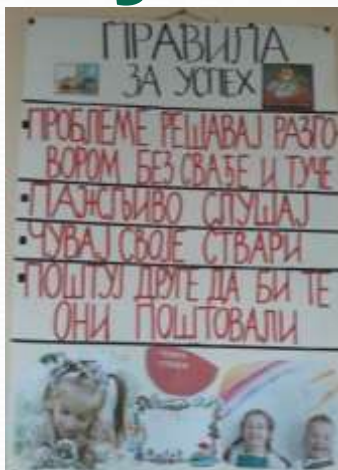 ПРАВИЛА
ЗА УСПЕХ
ПРОБЛЕМЕ РЕШАВАЈ РАЗГО
ВОРОМ БЕЗ СВАЂЕ И ТУЧЕ
ПАЖЉИВО СЛУШАЈ
ЧУВАЈ СВОЈЕ СТВАРИ
ПОШТУЈ ДРУГЕ ДА БИ ТЕ
ОНИ ПОШТОВАЛИ